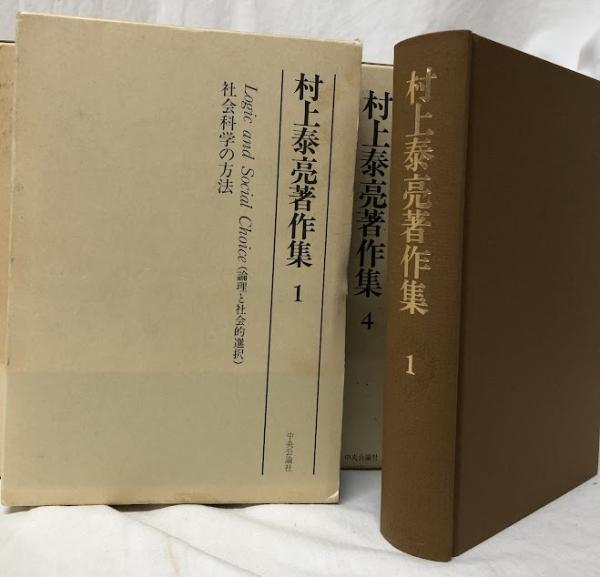 村上泰亮著作集 1
Logic and Social Choice (論理と社会的選択)
社会科学の方法
中央公論社
村上泰亮著作集 4
中央公論社
村上泰亮著作集 1